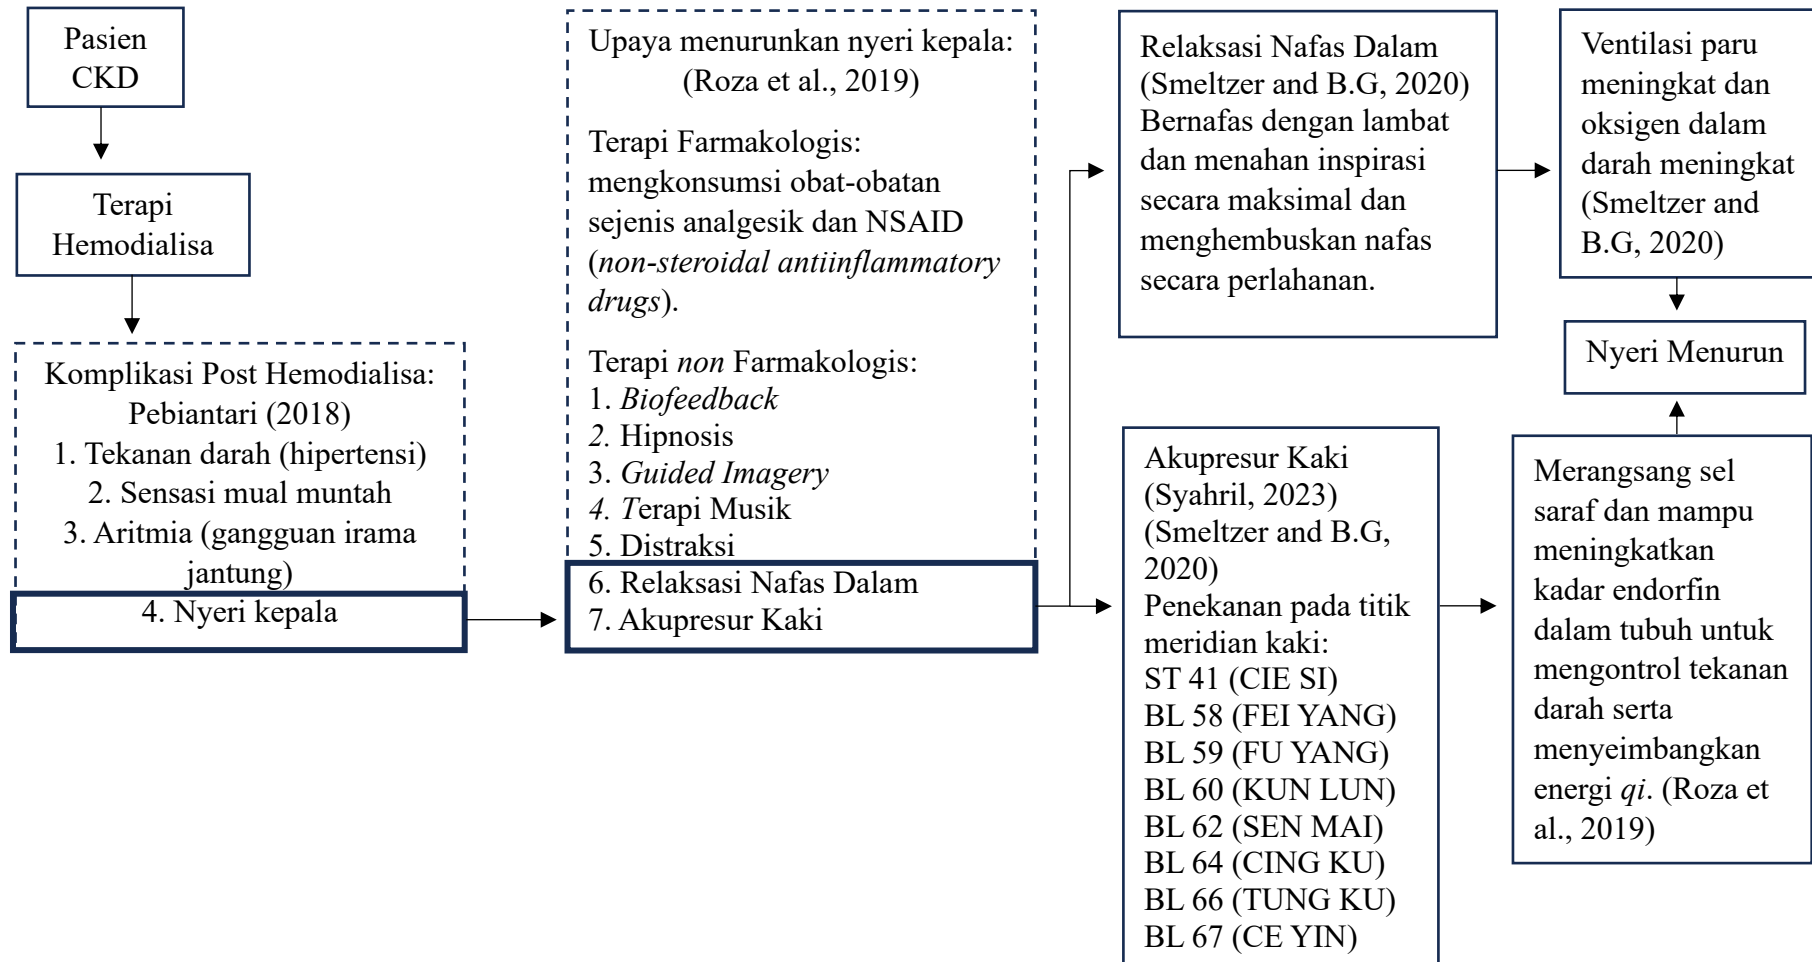 Pasien
CKD
Terapi
Hemodialisa
Komplikasi Post Hemodialisa:
Pebiantari (2018)
1. Tekanan darah (hipertensi)
2. Sensasi mual muntah
3. Aritmia (gangguan irama
jantung)
4. Nyeri kepala
Upaya menurunkan nyeri kepala:
(Roza et al., 2019)
Terapi Farmakologis:
mengkonsumsi obat-obatan
sejenis analgesik dan NSAID
(non-steroidal antiinflammatory
drugs).
Terapi non Farmakologis:
1. Biofeedback
2. Hipnosis
3. Guided Imagery
4. Terapi Musik
5. Distraksi
6. Relaksasi Nafas Dalam
7. Akupresur Kaki
Relaksasi Nafas Dalam
(Smeltzer and B.G, 2020)
Bernafas dengan lambat
dan menahan inspirasi
secara maksimal dan
menghembuskan nafas
secara perlahanan.
Ventilasi paru
meningkat dan
oksigen dalam
darah meningkat
(Smeltzer and
B.G, 2020)
Nyeri Menurun
Akupresur Kaki
(Syahril, 2023)
(Smeltzer and B.G,
2020)
Penekanan pada titik
meridian kaki:
ST 41 (CIE SI)
BL 58 (FEI YANG)
BL 59 (FU YANG)
BL 60 (KUN LUN)
BL 62 (SEN MAI)
BL 64 (CING KU)
BL 66 (TUNG KU)
BL 67 (CE YIN)
Merangsang sel
saraf dan mampu
meningkatkan
kadar endorfin
dalam tubuh untuk
mengontrol tekanan
darah serta
menyeimbangkan
energi qi. (Roza et
al., 2019)